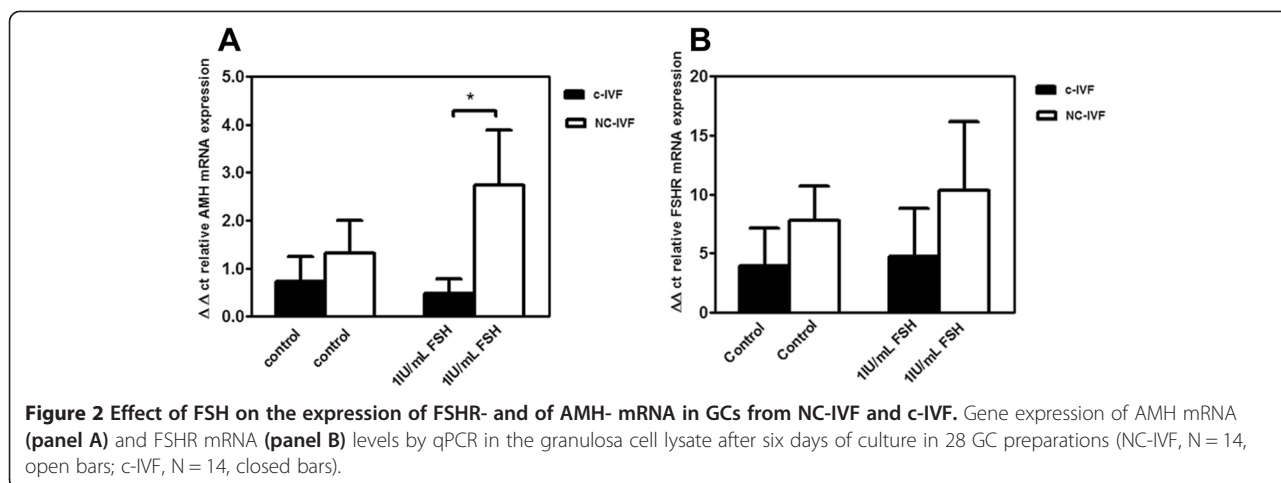 A
Δ Δ ct relative AMH mRNA expression
5.0
4.0
3.0
2.0
1.0
0.0
*
c-IVF
NC-IVF
control
control
1IU/mL FSH
1IU/mL FSH
B
ΔΔ ct relative FSHR mRNA expression
20
15
10
5
0
c-IVF
NC-IVF
Control
Control
1IU/mL FSH
1IU/mL FSH
Figure 2 Effect of FSH on the expression of FSHR- and of AMH- mRNA in GCs from NC-IVF and c-IVF. Gene expression of AMH mRNA
(panel A) and FSHR mRNA (panel B) levels by qPCR in the granulosa cell lysate after six days of culture in 28 GC preparations (NC-IVF, N = 14,
open bars; c-IVF, N = 14, closed bars).